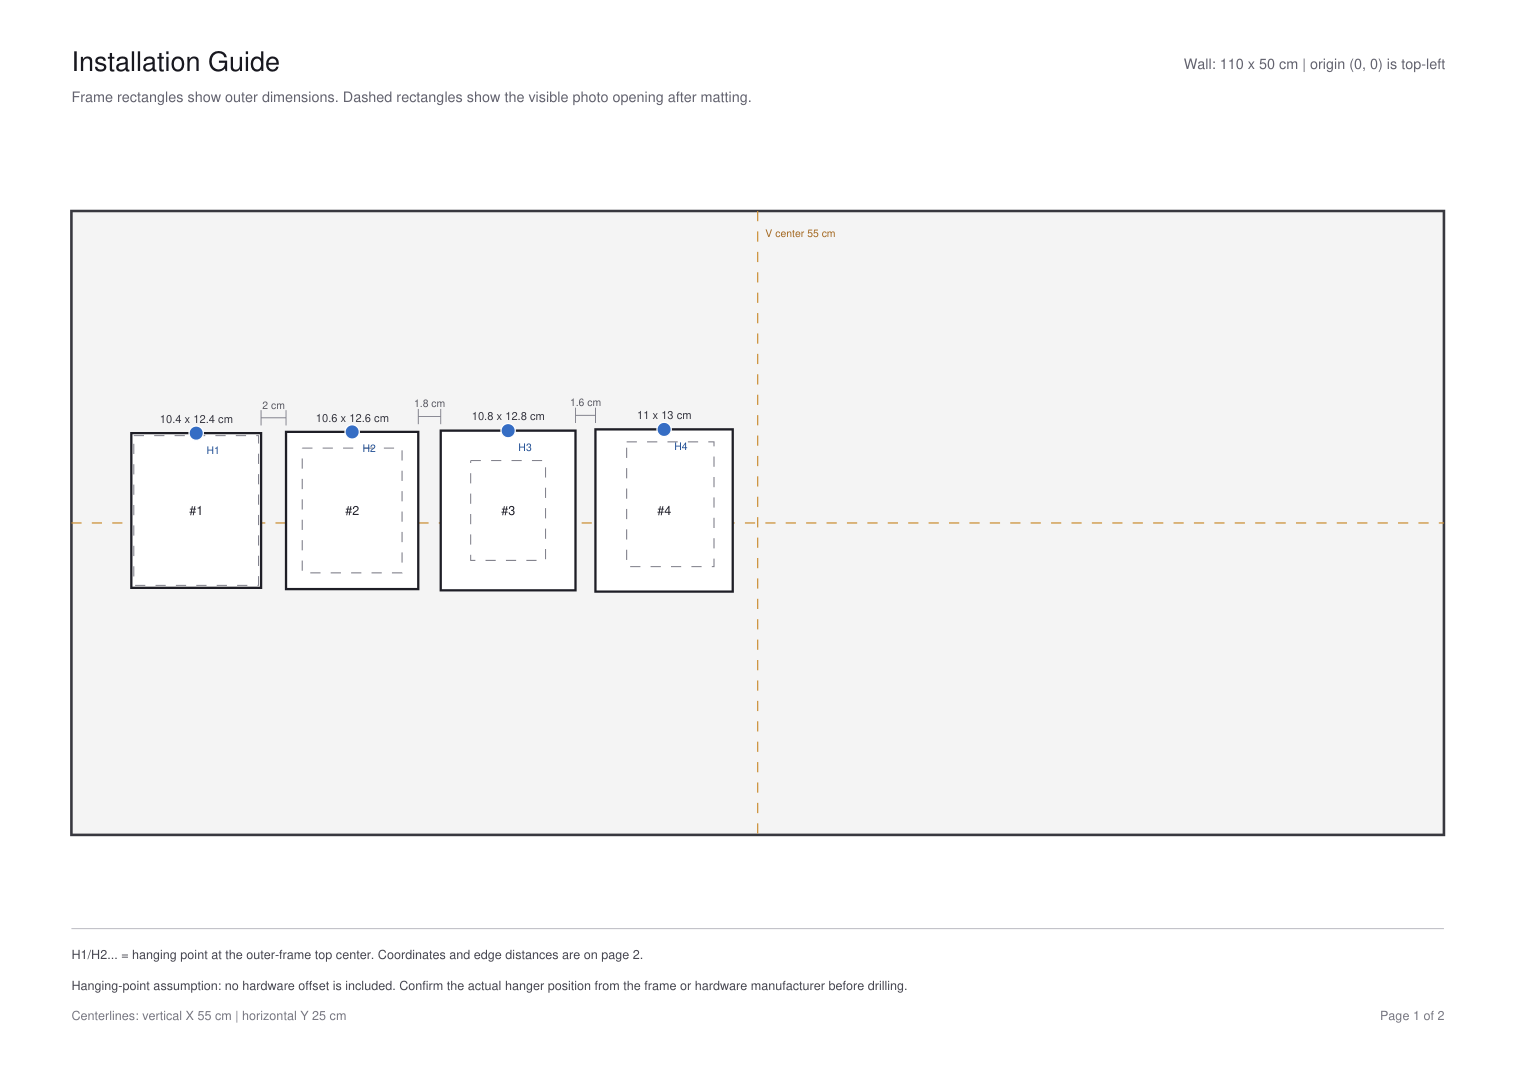 Installation Guide
Wall: 110 x 50 cm | origin (0, 0) is top-left
Frame rectangles show outer dimensions. Dashed rectangles show the visible photo opening after matting.
V center 55 cm
2 cm
1.8 cm
1.6 cm
10.4 x 12.4 cm
10.6 x 12.6 cm
10.8 x 12.8 cm
11 x 13 cm
H1
H2
H3
H4
#1
#2
#3
#4
H1/H2... = hanging point at the outer-frame top center. Coordinates and edge distances are on page 2.
Hanging-point assumption: no hardware offset is included. Confirm the actual hanger position from the frame or hardware manufacturer before drilling.
Centerlines: vertical X 55 cm | horizontal Y 25 cm
Page 1 of 2